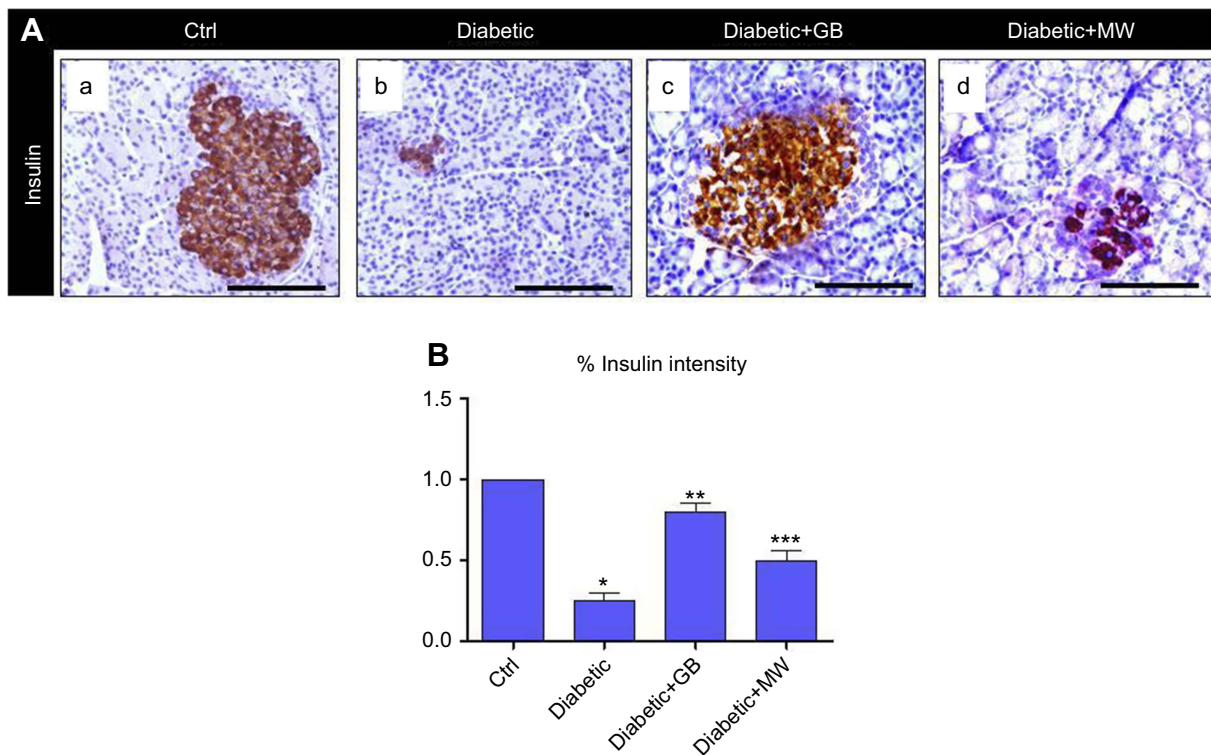 A
Ctrl
Diabetic
Diabetic+GB
Diabetic+MW
Insulin
a
b
c
d
B
% Insulin intensity
1.5
1.0
0.5
0.0
*
**
***
Ctrl
Diabetic
Diabetic+GB
Diabetic+MW